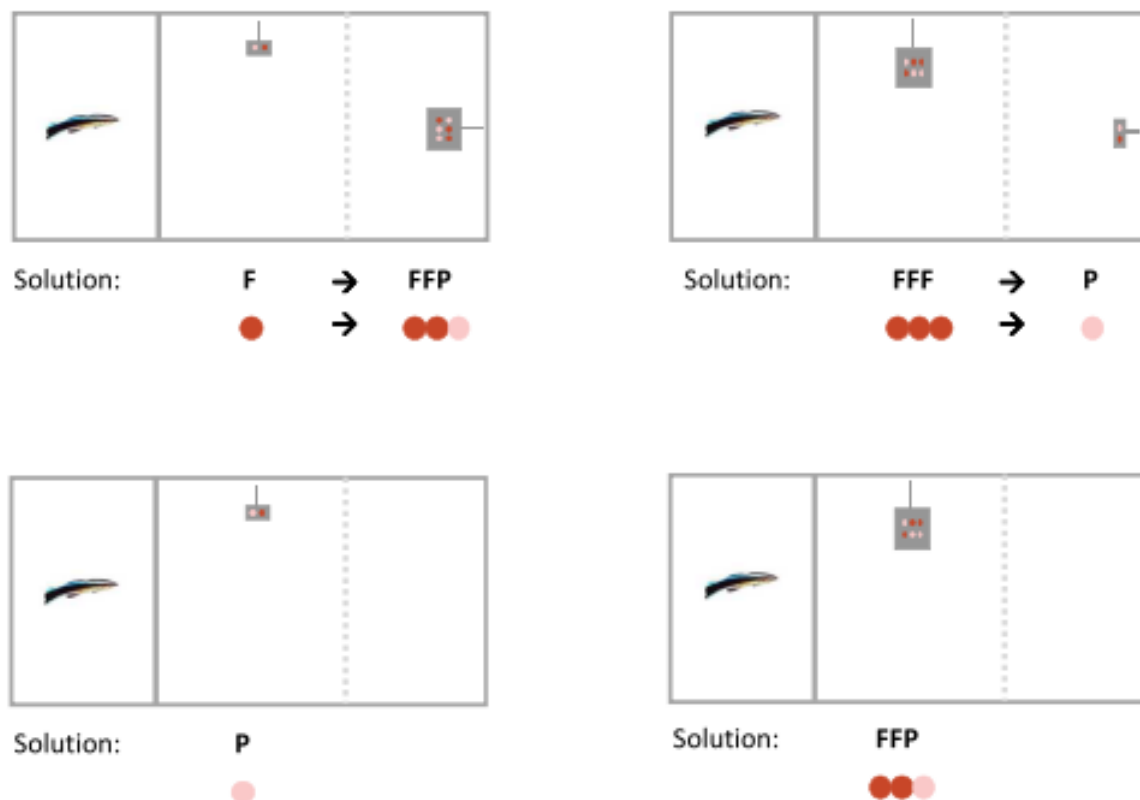 Solution: F → FFP
→
Solution: FFF → P
→
Solution: P
Solution: FFP